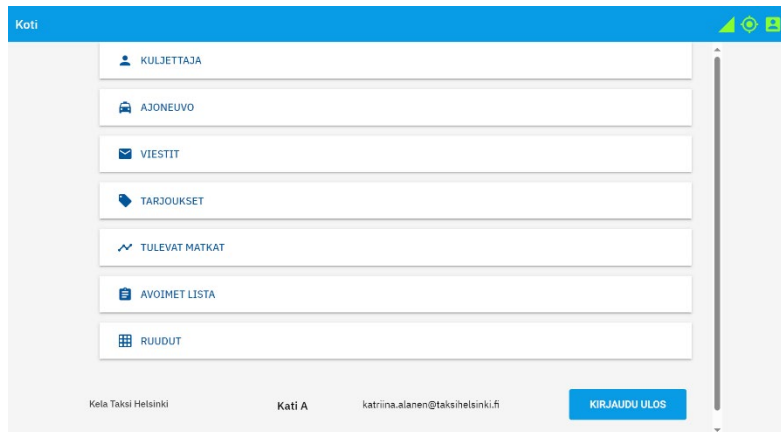 Koti
KULJETTAJA
AJONEUVO
VIESTIT
TARJOUKSET
TULEVAT MATKAT
AVOIMET LISTA
RUUDUT
Kela Taksi Helsinki Kati A katriina.alanen@taksihelsinki.fi KIRJAUDU ULOS